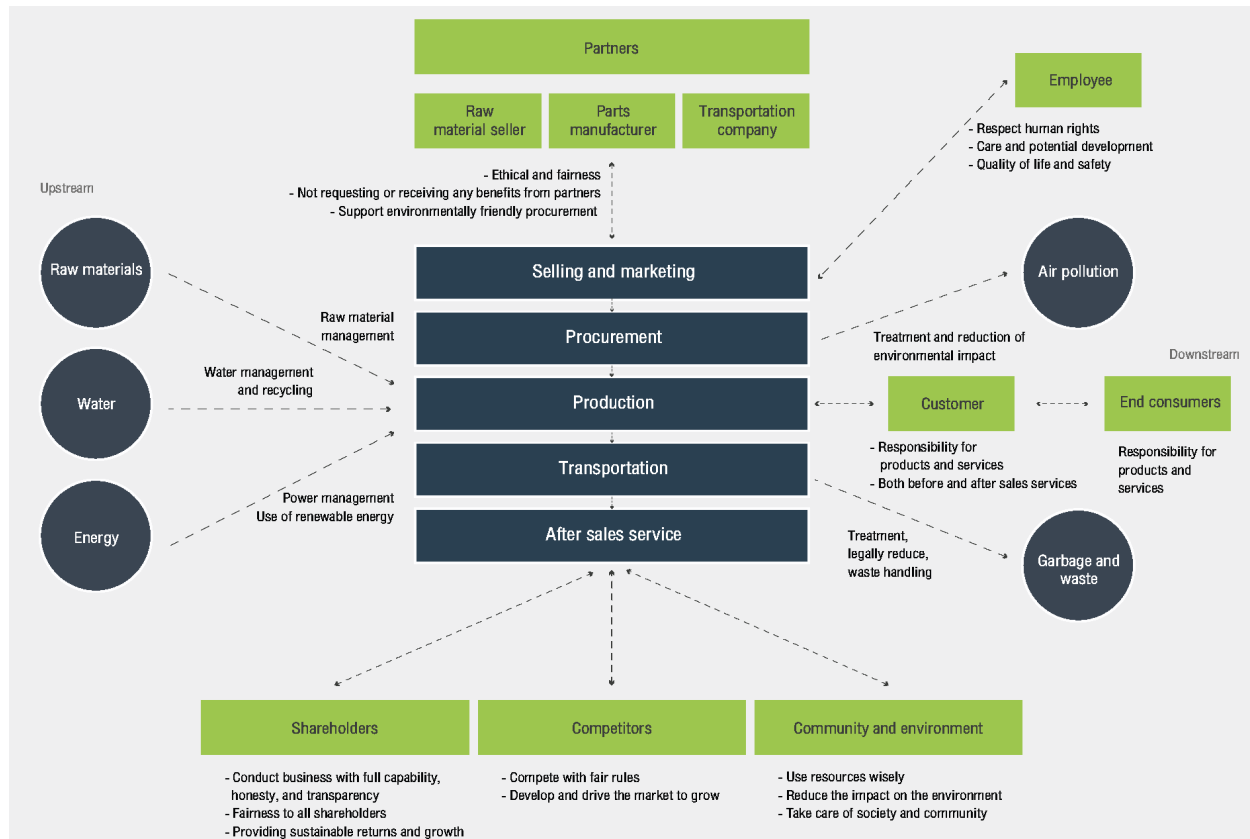 Partners
Raw
material seller
Parts
manufacturer
Transportation
company
Employee
- Respect human rights
- Care and potential development
- Quality of life and safety
- Ethical and fairness
- Not requesting or receiving any benefits from partners
- Support environmentally friendly procurement
Upstream
Raw materials
Water
Energy
Raw material
management
Water management
and recycling
Power management
Use of renewable energy
Selling and marketing
Procurement
Production
Transportation
After sales service
Air pollution
Treatment and reduction of
environmental impact
Downstream
Customer
End consumers
- Responsibility for
products and services
- Both before and after sales services
Responsibility for
products and
services
Treatment,
legally reduce,
waste handling
Garbage and
waste
Shareholders
- Conduct business with full capability,
honesty, and transparency
- Fairness to all shareholders
- Providing sustainable returns and growth
Competitors
- Compete with fair rules
- Develop and drive the market to grow
Community and environment
- Use resources wisely
- Reduce the impact on the environment
- Take care of society and community